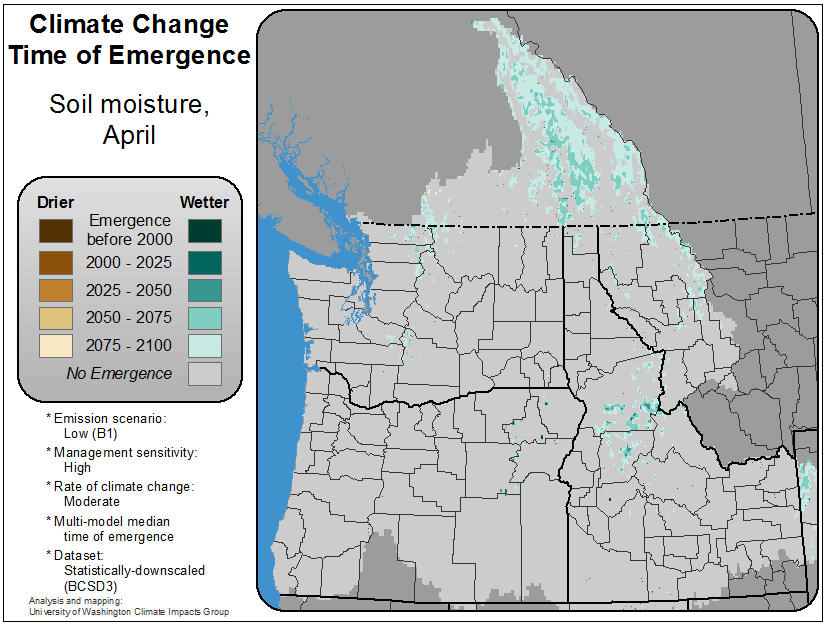 Climate Change
Time of Emergence
Soil moisture,
April
Drier Wetter
Emergence
before 2000
2000 - 2025
2025 - 2050
2050 - 2075
2075 - 2100
No Emergence
* Emission scenario:
Low (B1)
* Management sensitivity:
High
* Rate of climate change:
Moderate
* Multi-model median
time of emergence
* Dataset:
Statistically-downscaled
(BCSD3)
Analysis and mapping:
University of Washington Climate Impacts Group